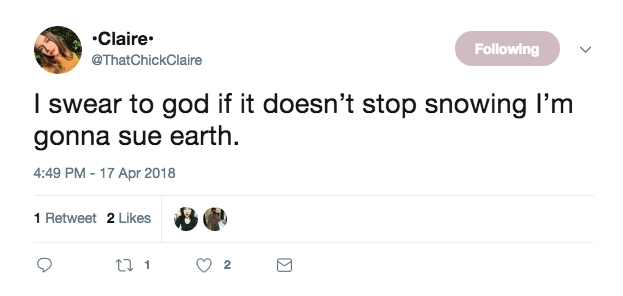 •Claire•
@ThatChickClaire
Following
I swear to god if it doesn’t stop snowing I’m
gonna sue earth.
4:49 PM - 17 Apr 2018
1 Retweet 2 Likes
1 2